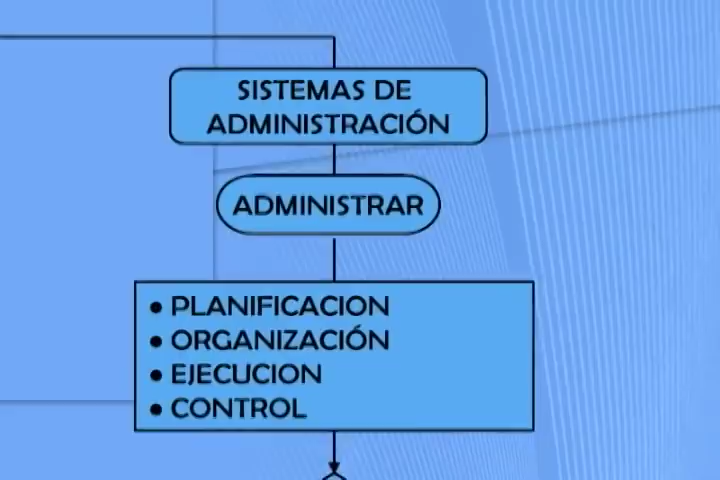 SISTEMAS DE
ADMINISTRACIÓN
ADMINISTRAR
• PLANIFICACION
• ORGANIZACIÓN
• EJECUCION
• CONTROL